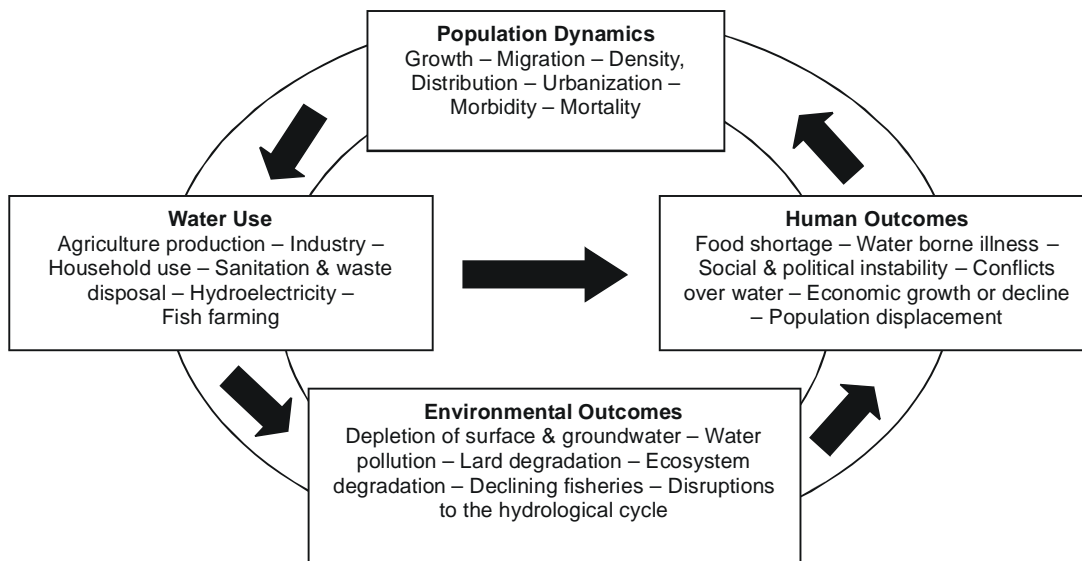 Population Dynamics
Growth – Migration – Density,
Distribution – Urbanization –
Morbidity – Mortality
Water Use
Agriculture production – Industry –
Household use – Sanitation & waste
disposal – Hydroelectricity –
Fish farming
Human Outcomes
Food shortage – Water borne illness –
Social & political instability – Conflicts
over water – Economic growth or decline
– Population displacement
Environmental Outcomes
Depletion of surface & groundwater – Water
pollution – Lard degradation – Ecosystem
degradation – Declining fisheries – Disruptions
to the hydrological cycle